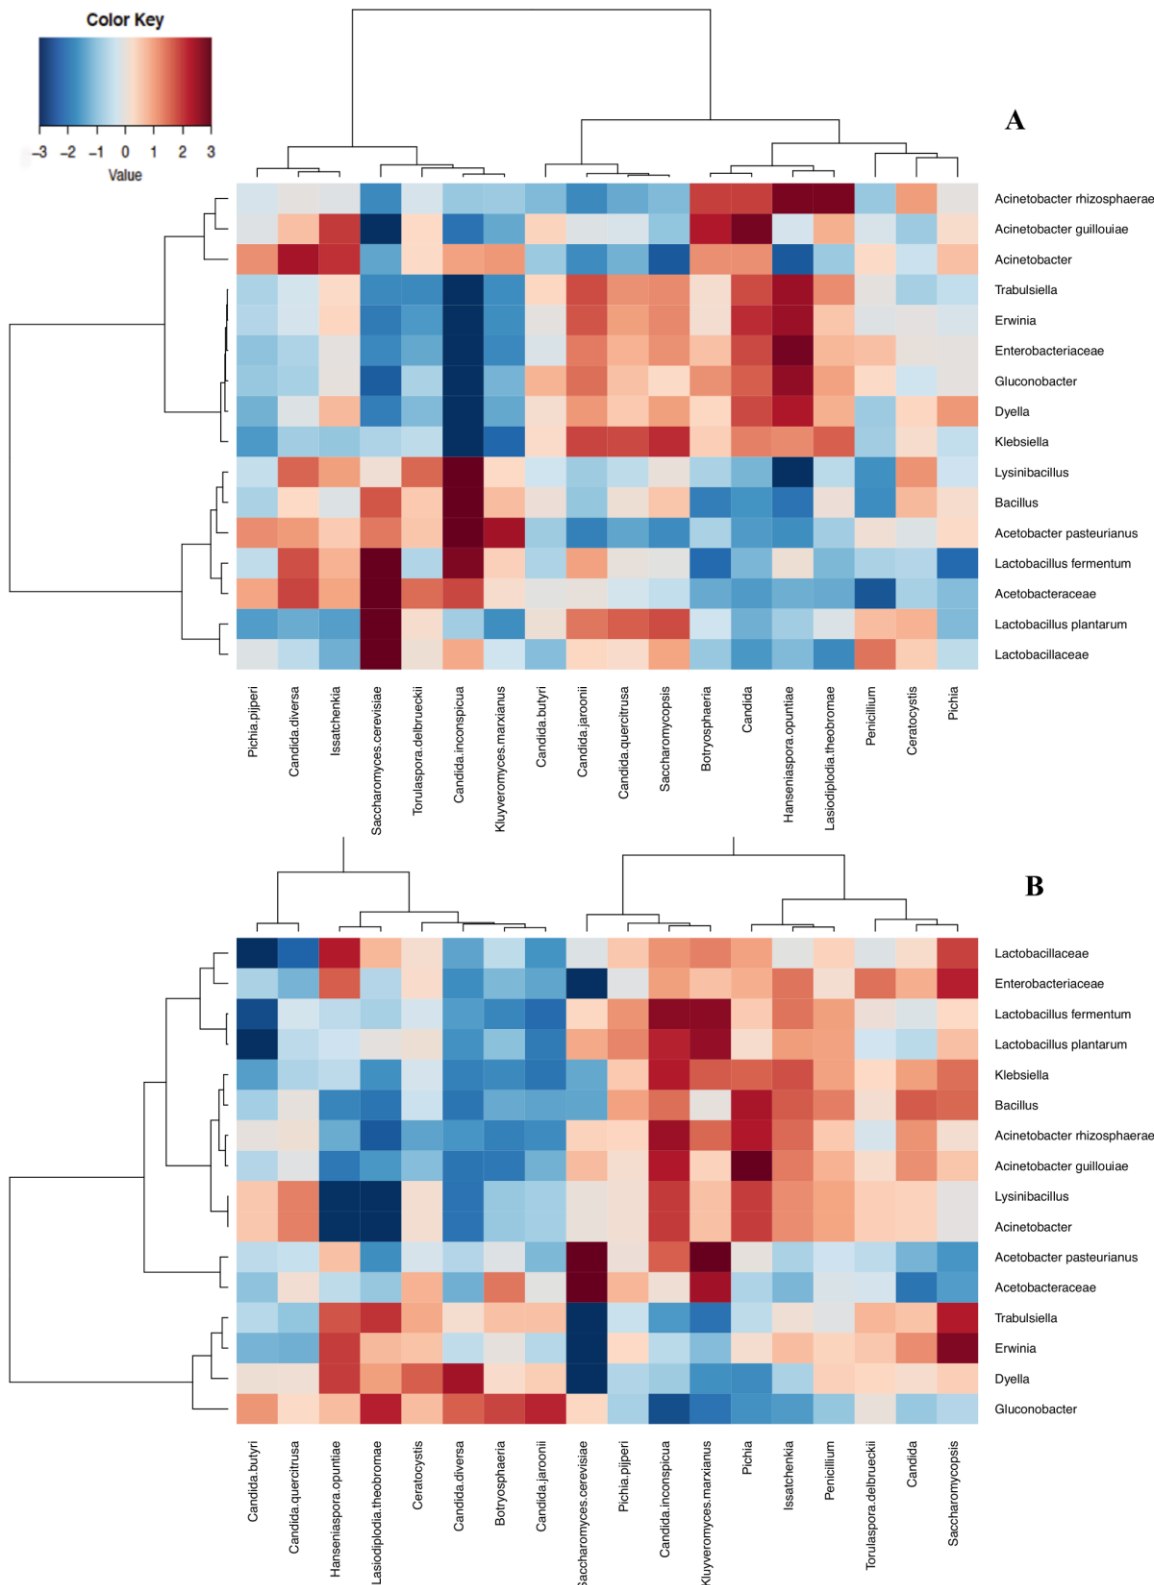 Color Key
-3 -2 -1 0 1 2 3
Value
A
Acinetobacter rhizosphaerae
Acinetobacter guillouiae
Acinetobacter
Trabulsiella
Erwinia
Enterobacteriaceae
Gluconobacter
Dyella
Klebsiella
Lysinibacillus
Bacillus
Acetobacter pasteurianus
Lactobacillus fermentum
Acetobacteraceae
Lactobacillus plantarum
Lactobacillaceae
Pichia.pijperi
Candida.diversa
Issatchenkia
Saccharomyces.cerevisiae
Torulaspora.delbrueckii
Candida.inconspicua
Kluyveromyces.marxianus
Candida.butyri
Candida.jaroonii
Candida.quercitrusa
Saccharomycopsis
Botryosphaeria
Candida
Hanseniaspora.opuntiae
Lasiodiplodia.theobromae
Penicillium
Ceratocystis
Pichia
B
Lactobacillaceae
Enterobacteriaceae
Lactobacillus fermentum
Lactobacillus plantarum
Klebsiella
Bacillus
Acinetobacter rhizosphaerae
Acinetobacter guillouiae
Lysinibacillus
Acinetobacter
Acetobacter pasteurianus
Acetobacteraceae
Trabulsiella
Erwinia
Dyella
Gluconobacter
Candida.butyri
Candida.quercitrusa
Hanseniaspora.opuntiae
Lasiodiplodia.theobromae
Ceratocystis
Candida.diversa
Botryosphaeria
Candida.jaroonii
Saccharomyces.cerevisiae
Pichia.pijperi
Candida.inconspicua
Kluyveromyces.marxianus
Pichia
Issatchenkia
Penicillium
Torulaspora.delbrueckii
Candida
Saccharomycopsis